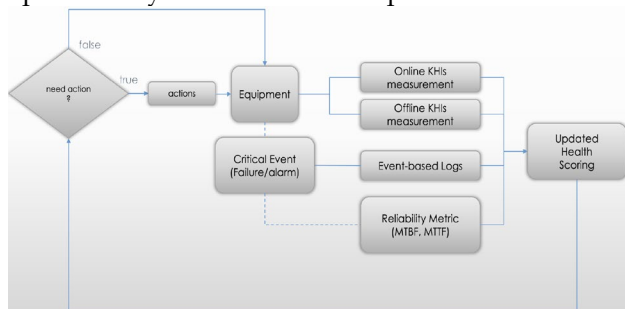 false
true
need action
?
actions
Equipment
Online KHIs
measurement
Offline KHIs
measurement
Critical Event
(Failure/alarm)
Event-based Logs
Reliability Metric
(MTBF, MTTF)
Updated
Health
Scoring